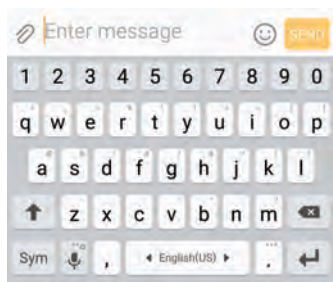 Enter message SEND
1 2 3 4 5 6 7 8 9 0
q w e r t y u i o p
a s d f g h j k l
z x c v b n m
Sym , English(US) .